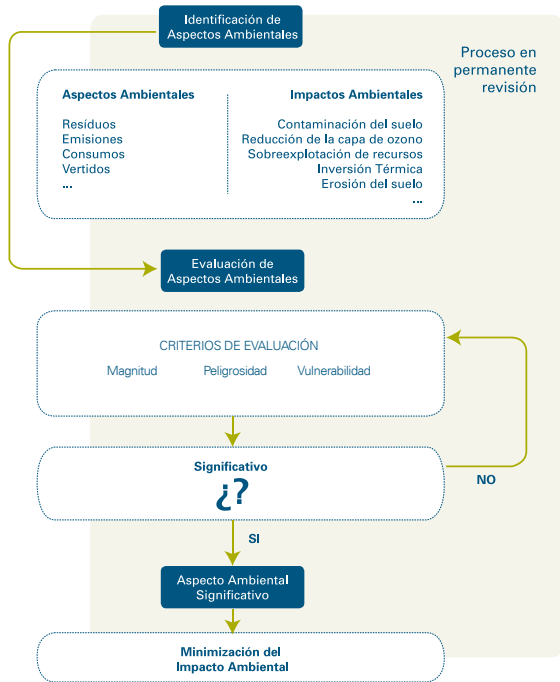 Identificación de
Aspectos Ambientales
Proceso en
permanente
revisión
Aspectos Ambientales
Resíduos
Emisiones
Consumos
Vertidos
...
Impactos Ambientales
Contaminación del suelo
Reducción de la capa de ozono
Sobreexplotación de recursos
Inversión Térmica
Erosión del suelo
...
Evaluación de
Aspectos Ambientales
CRITERIOS DE EVALUACIÓN
Magnitud Peligrosidad Vulnerabilidad
Significativo
¿?
NO
SI
Aspecto Ambiental
Significativo
Minimización del
Impacto Ambiental